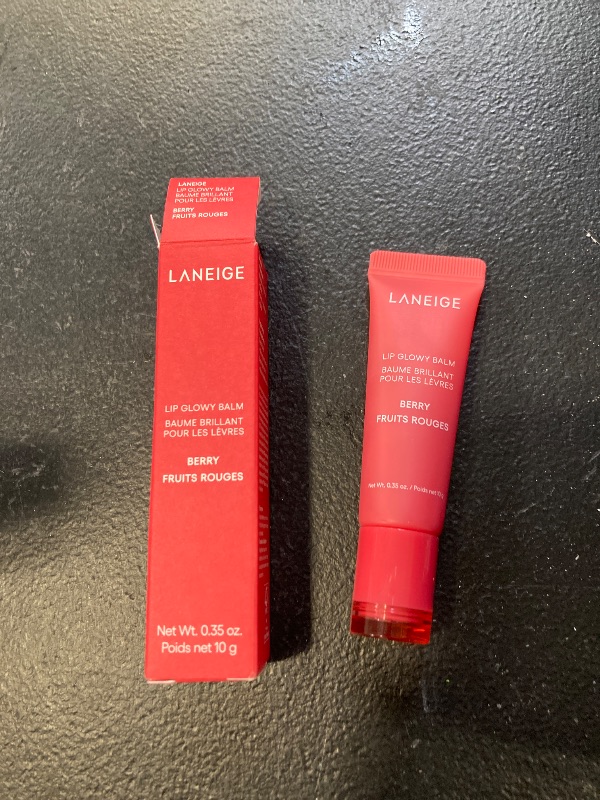 LANEIGE
LIP GLOWY BALM
BAUME BRILLANT
POUR LES LÈVRES
BERRY
FRUITS ROUGES
LANEIGE
LIP GLOWY BALM
BAUME BRILLANT
POUR LES LÈVRES
BERRY
FRUITS ROUGES
Net Wt. 0.35 oz.
Poids net 10 g
LANEIGE
LIP GLOWY BALM
BAUME BRILLANT
POUR LES LÈVRES
BERRY
FRUITS ROUGES
Net Wt. 0.35 oz. / Poids net 10 g